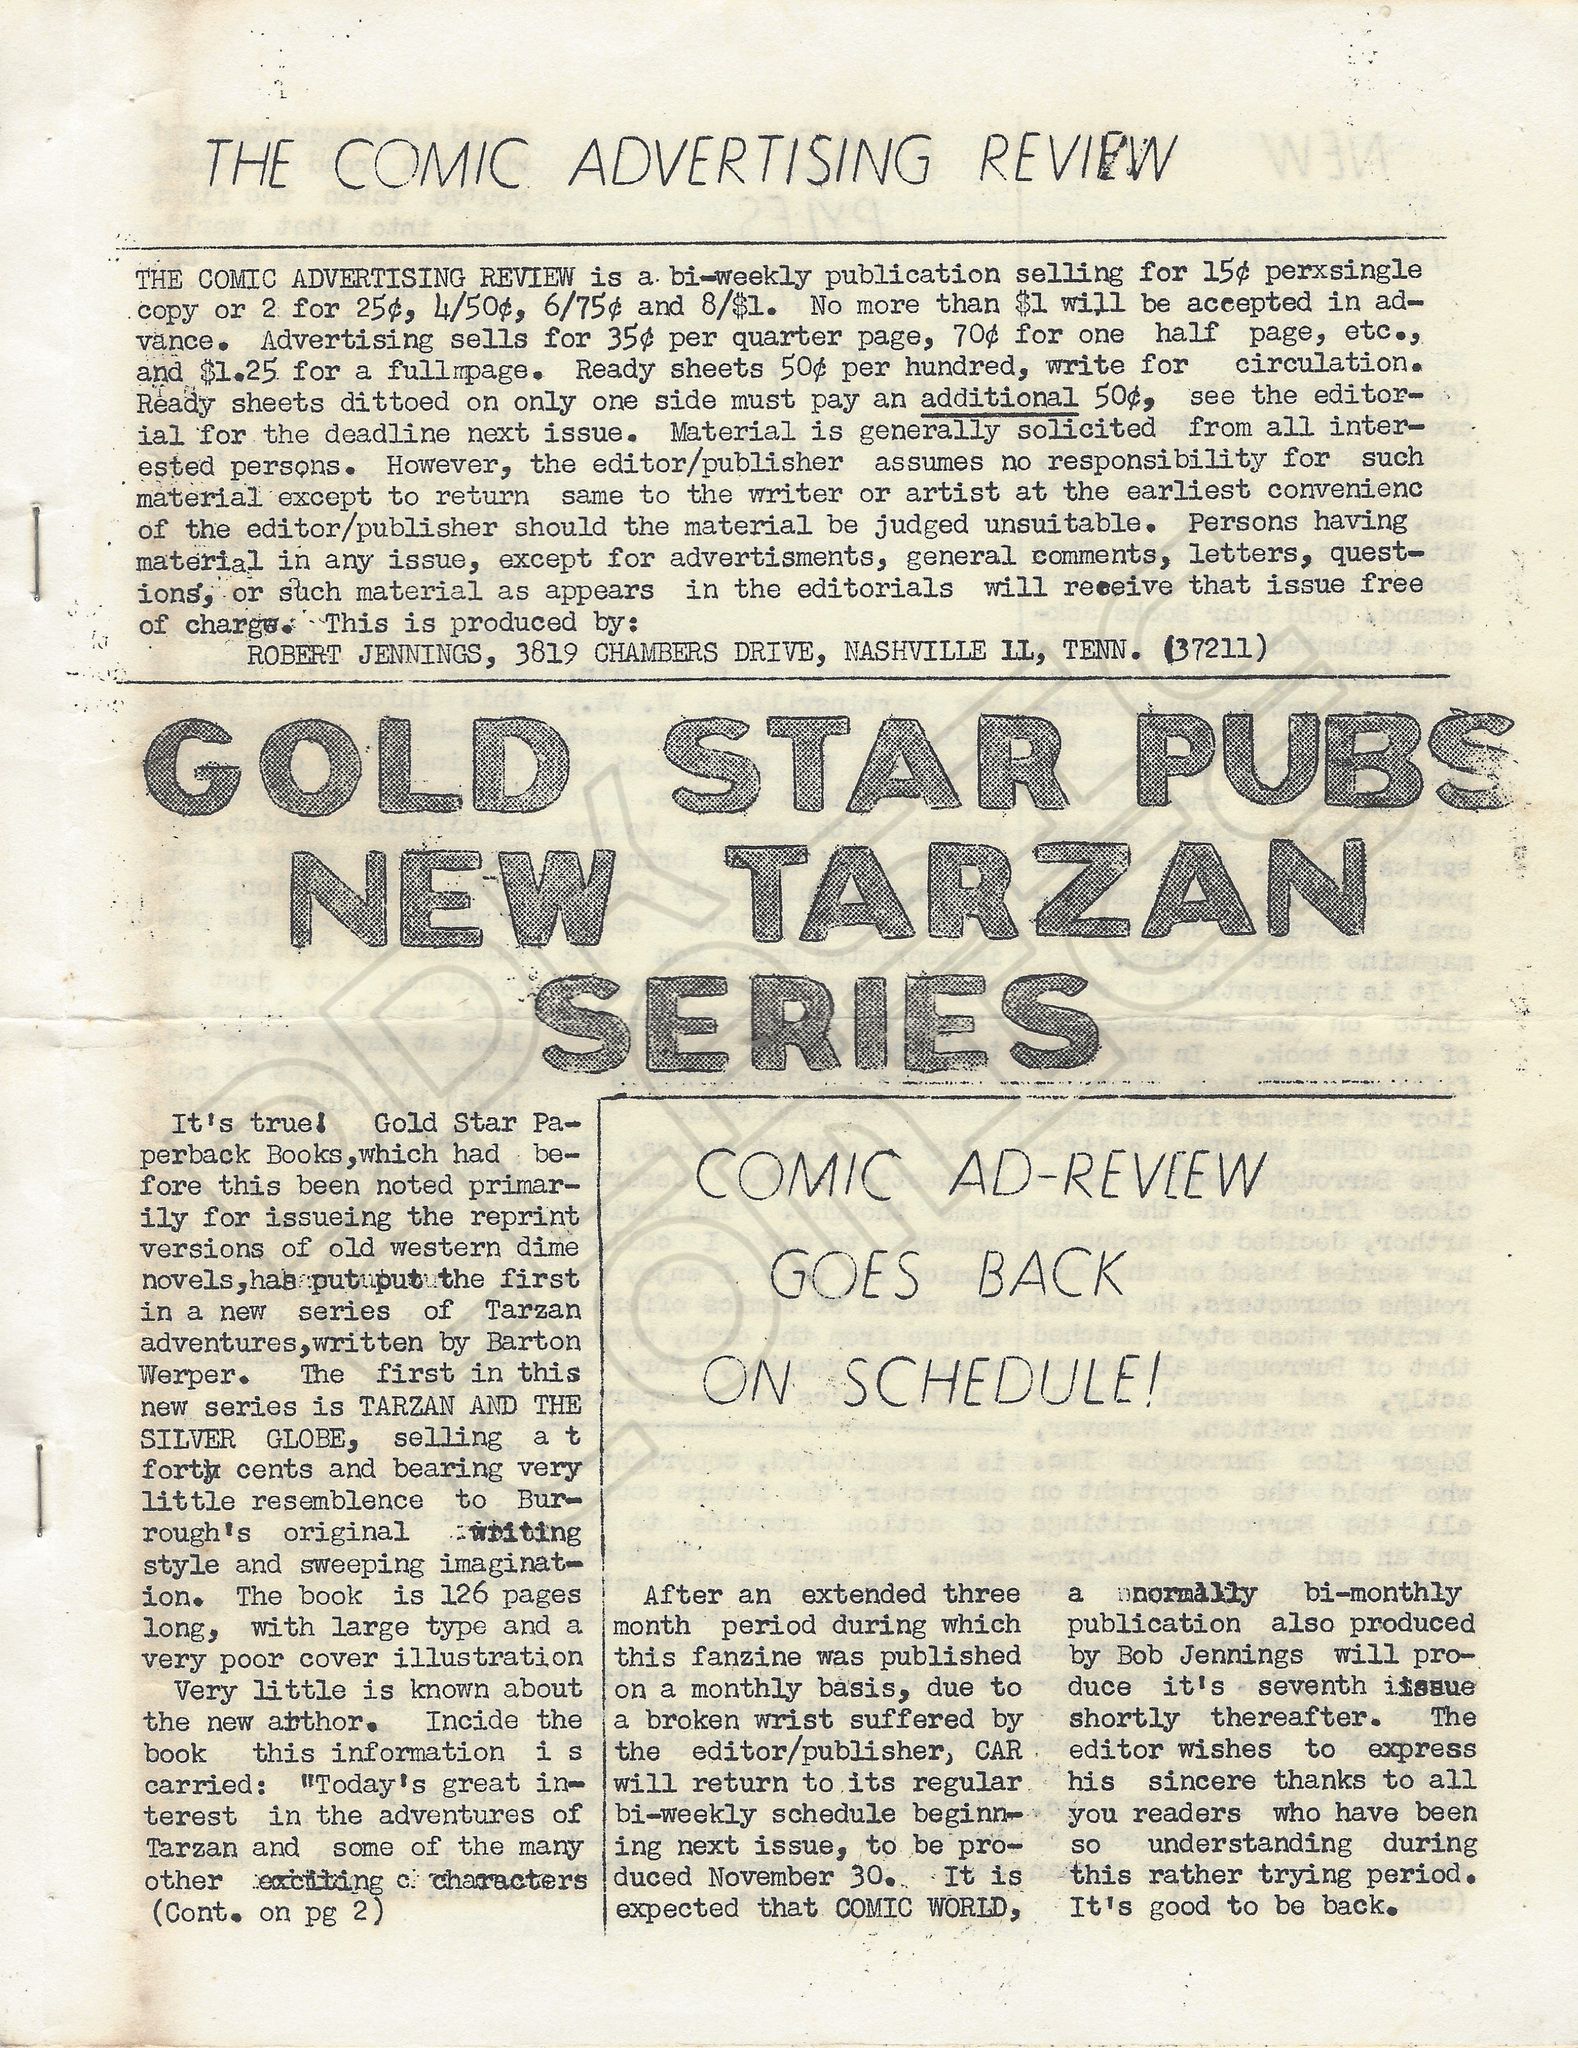 THE COMIC ADVERTISING REVIEW
THE COMIC ADVERTISING REVIEW is a bi-weekly publication selling for 15¢ perxsingle
copy or 2 for 25¢, 4/50¢, 6/75¢ and 8/$1. No more than $1 will be accepted in ad-
vance. Advertising sells for 35¢ per quarter page, 70¢ for one half page, etc.,
and $1.25 for a full page. Ready sheets 50¢ per hundred, write for circulation.
Ready sheets dittoed on only one side must pay an additional 50¢, see the editor-
ial for the deadline next issue. Material is generally solicited from all inter-
ested persons. However, the editor/publisher assumes no responsibility for such
material except to return same to the writer or artist at the earliest convenienc
of the editor/publisher should the material be judged unsuitable. Persons having
material in any issue, except for advertisments, general comments, letters, quest-
ions, or such material as appears in the editorials will receive that issue free
of charge. This is produced by:
ROBERT JENNINGS, 3819 CHAMBERS DRIVE, NASHVILLE 11, TENN. (37211)
GOLD STAR PUBS
NEW TARZAN
SERIES
It's true! Gold Star Pa-
perback Books,which had be-
fore this been noted primar-
ily for issueing the reprint
versions of old western dime
novels,has put out the first
in a new series of Tarzan
adventures,written by Barton
Werper. The first in this
new series is TARZAN AND THE
SILVER GLOBE, selling a t
forty cents and bearing very
little resemblence to Bur-
rough's original writing
style and sweeping imaginat-
ion. The book is 126 pages
long, with large type and a
very poor cover illustration
Very little is known about
the new arthor. Incide the
book this information i s
carried: "Today's great in-
terest in the adventures of
Tarzan and some of the many
other exciting characters
(Cont. on pg 2)
COMIC AD-REVIEW
GOES BACK
ON SCHEDULE!
After an extended three
month period during which
this fanzine was published
on a monthly basis, due to
a broken wrist suffered by
the editor/publisher, CAR
will return to its regular
bi-weekly schedule beginn-
ing next issue, to be pro-
duced November 30. It is
expected that COMIC WORLD,
a normally bi-monthly
publication also produced
by Bob Jennings will pro-
duce it's seventh issue
shortly thereafter. The
editor wishes to express
his sincere thanks to all
you readers who have been
so understanding during
this rather trying period.
It's good to be back.